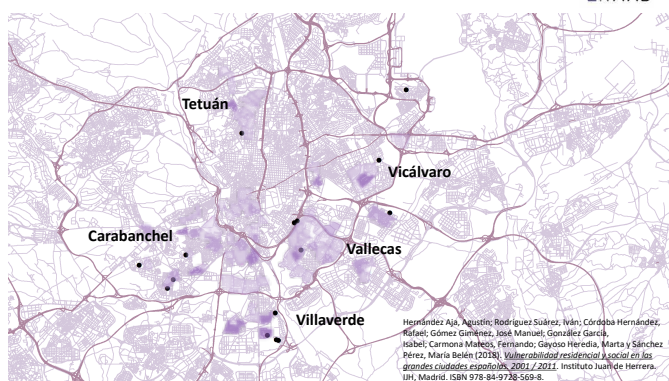 Tetuán
Vicálvaro
Carabanchel
Vallecas
Villaverde
Hernández Aja, Agustín; Rodríguez Suárez, Iván; Córdoba Hernández,
Rafael; Gómez Giménez, José Manuel; González García,
Isabel; Carmona Mateos, Fernando; Gayoso Heredia, Marta y Sánchez
Pérez, María Belén (2018). Vulnerabilidad residencial y social en las
grandes ciudades españolas. 2001 / 2011. Instituto Juan de Herrera.
IJH, Madrid. ISBN 978-84-9728-569-8.